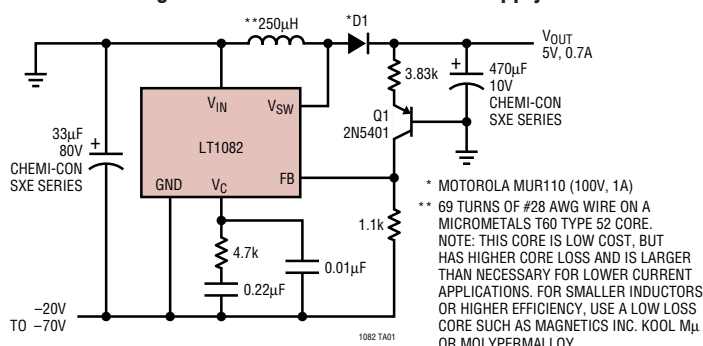 **250µH
*D1
VOUT
5V, 0.7A
3.83k
+
470µF
10V
CHEMI-CON
SXE SERIES
Q1
2N5401
VIN
VSW
LT1082
GND
VC
FB
33µF
80V
+
CHEMI-CON
SXE SERIES
1.1k
4.7k
0.01µF
0.22µF
–20V
TO –70V
1082 TA01
* MOTOROLA MUR110 (100V, 1A)
** 69 TURNS OF #28 AWG WIRE ON A
MICROMETALS T60 TYPE 52 CORE.
NOTE: THIS CORE IS LOW COST, BUT
HAS HIGHER CORE LOSS AND IS LARGER
THAN NECESSARY FOR LOWER CURRENT
APPLICATIONS. FOR SMALLER INDUCTORS
OR HIGHER EFFICIENCY, USE A LOW LOSS
CORE SUCH AS MAGNETICS INC. KOOL Mµ
OR MOLYPERMALLOY